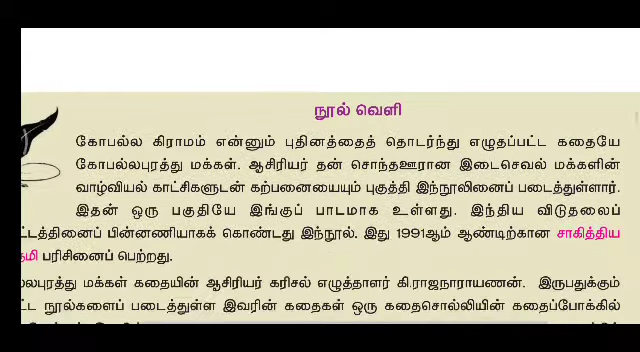 நூல் வெளி
கோபல்ல கிராமம் என்னும் புதினத்தைத் தொடர்ந்து எழுதப்பட்ட கதையே
கோபல்லபுரத்து மக்கள். ஆசிரியர் தன் சொந்தஊரான இடைசெவல் மக்களின்
வாழ்வியல் காட்சிகளுடன் கற்பனையையும் புகுத்தி இந்நூலினைப் படைத்துள்ளார்.
இதன் ஒரு பகுதியே இங்குப் பாடமாக உள்ளது. இந்திய விடுதலைப்
ட்டத்தினைப் பின்னணியாகக் கொண்டது இந்நூல். இது 1991ஆம் ஆண்டிற்கான சாகித்திய
தமி பரிசினைப் பெற்றது.
லபுரத்து மக்கள் கதையின் ஆசிரியர் கரிசல் எழுத்தாளர் கி.ராஜநாராயணன். இருபதுக்கும்
ட்ட நூல்களைப் படைத்துள்ள இவரின் கதைகள் ஒரு கதைசொல்லியின் கதைப்போக்கில்